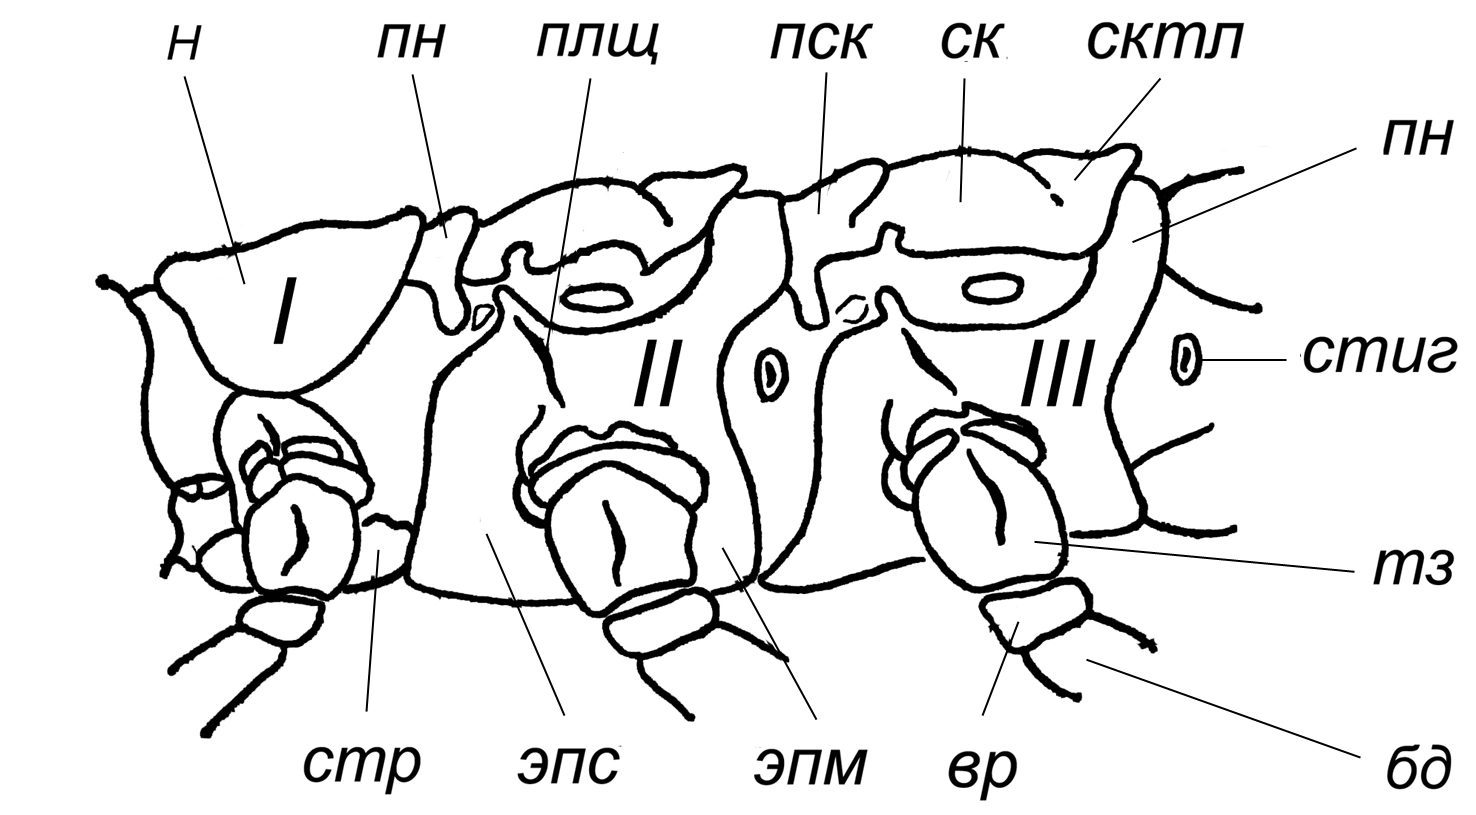 н пн плщ пск ск сктл
пн
I II III
стиг
тз
стр эпс эпм вр бд